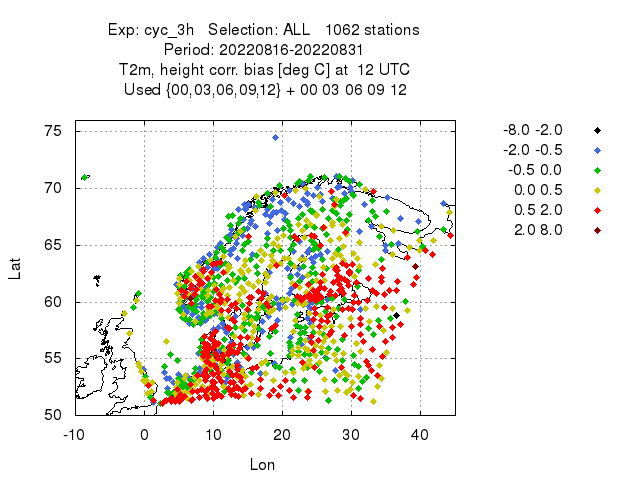 Exp: cyc_3h   Selection: ALL   1062 stations
Period: 20220816-20220831
T2m, height corr. bias [deg C] at  12 UTC
Used {00,03,06,09,12} + 00 03 06 09 12
75
70
65
60
55
50
Lat
-10 0 10 20 30 40
Lon
-8.0 -2.0
-2.0 -0.5
-0.5 0.0
0.0 0.5
0.5 2.0
2.0 8.0